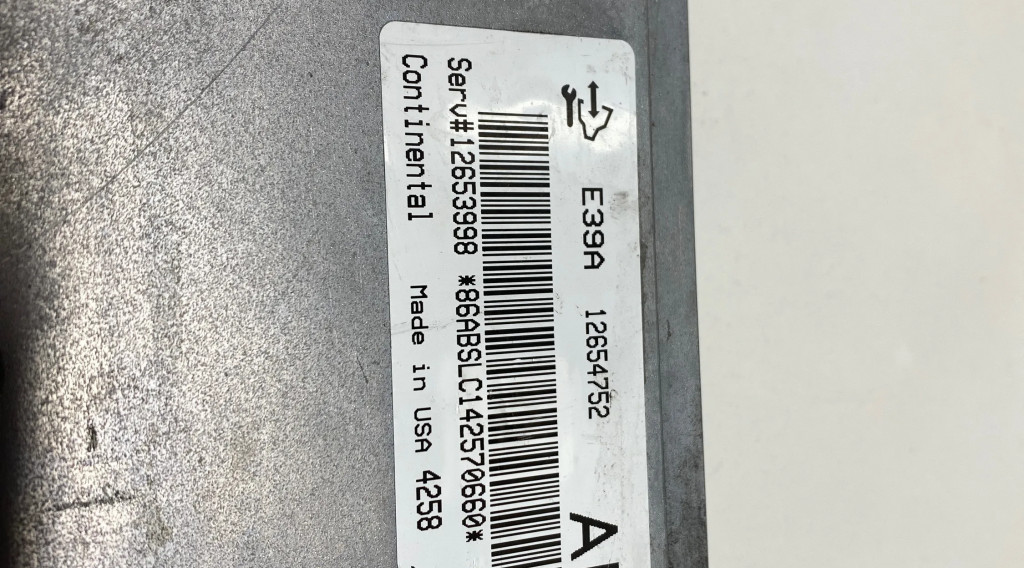 E39A 12654752
Serv#12653998 *86ABSLC142570660*
Continental Made in USA 4258